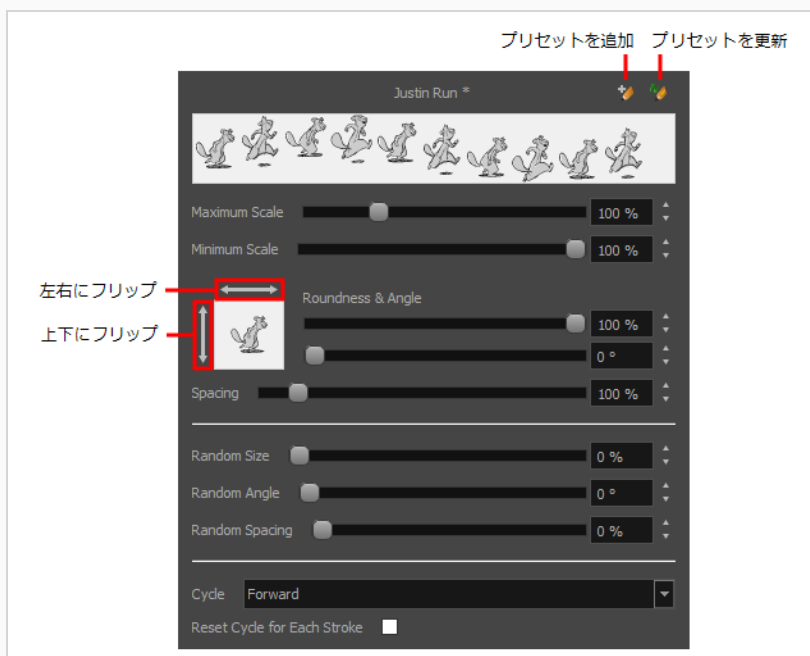 プリセットを追加 プリセットを更新
Justin Run *
Maximum Scale 100 %
Minimum Scale 100 %
左右にフリップ
Roundness & Angle
上下にフリップ
100 %
0 °
Spacing 100 %
Random Size 0 %
Random Angle 0 °
Random Spacing 0 %
Cycle Forward
Reset Cycle for Each Stroke